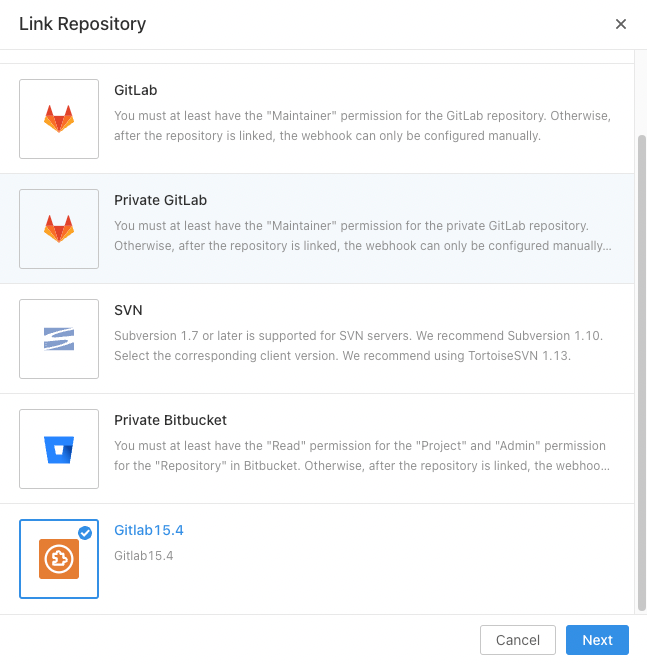 Link Repository
GitLab
You must at least have the "Maintainer" permission for the GitLab repository. Otherwise,
after the repository is linked, the webhook can only be configured manually.
Private GitLab
You must at least have the "Maintainer" permission for the private GitLab repository.
Otherwise, after the repository is linked, the webhook can only be configured manually...
SVN
Subversion 1.7 or later is supported for SVN servers. We recommend Subversion 1.10.
Select the corresponding client version. We recommend using TortoiseSVN 1.13.
Private Bitbucket
You must at least have the "Read" permission for the "Project" and "Admin" permission
for the "Repository" in Bitbucket. Otherwise, after the repository is linked, the webhoo...
Gitlab15.4
Gitlab15.4
Cancel
Next